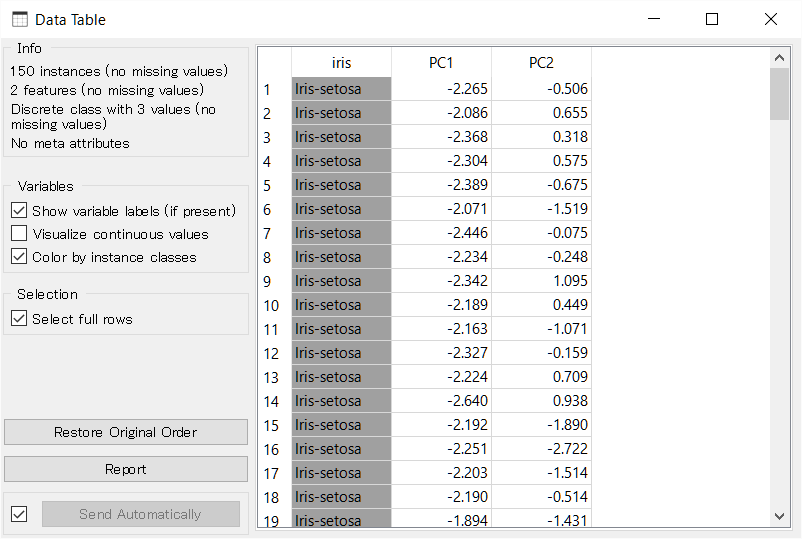 Data Table
Info
150 instances (no missing values)
2 features (no missing values)
Discrete class with 3 values (no
missing values)
No meta attributes
Variables
Show variable labels (if present)
Visualize continuous values
Color by instance classes
Selection
Select full rows
Restore Original Order
Report
Send Automatically
iris PC1 PC2
1 Iris-setosa -2.265 -0.506
2 Iris-setosa -2.086 0.655
3 Iris-setosa -2.368 0.318
4 Iris-setosa -2.304 0.575
5 Iris-setosa -2.389 -0.675
6 Iris-setosa -2.071 -1.519
7 Iris-setosa -2.446 -0.075
8 Iris-setosa -2.234 -0.248
9 Iris-setosa -2.342 1.095
10 Iris-setosa -2.189 0.449
11 Iris-setosa -2.163 -1.071
12 Iris-setosa -2.327 -0.159
13 Iris-setosa -2.224 0.709
14 Iris-setosa -2.640 0.938
15 Iris-setosa -2.192 -1.890
16 Iris-setosa -2.251 -2.722
17 Iris-setosa -2.203 -1.514
18 Iris-setosa -2.190 -0.514
19 Iris-setosa -1.894 -1.431